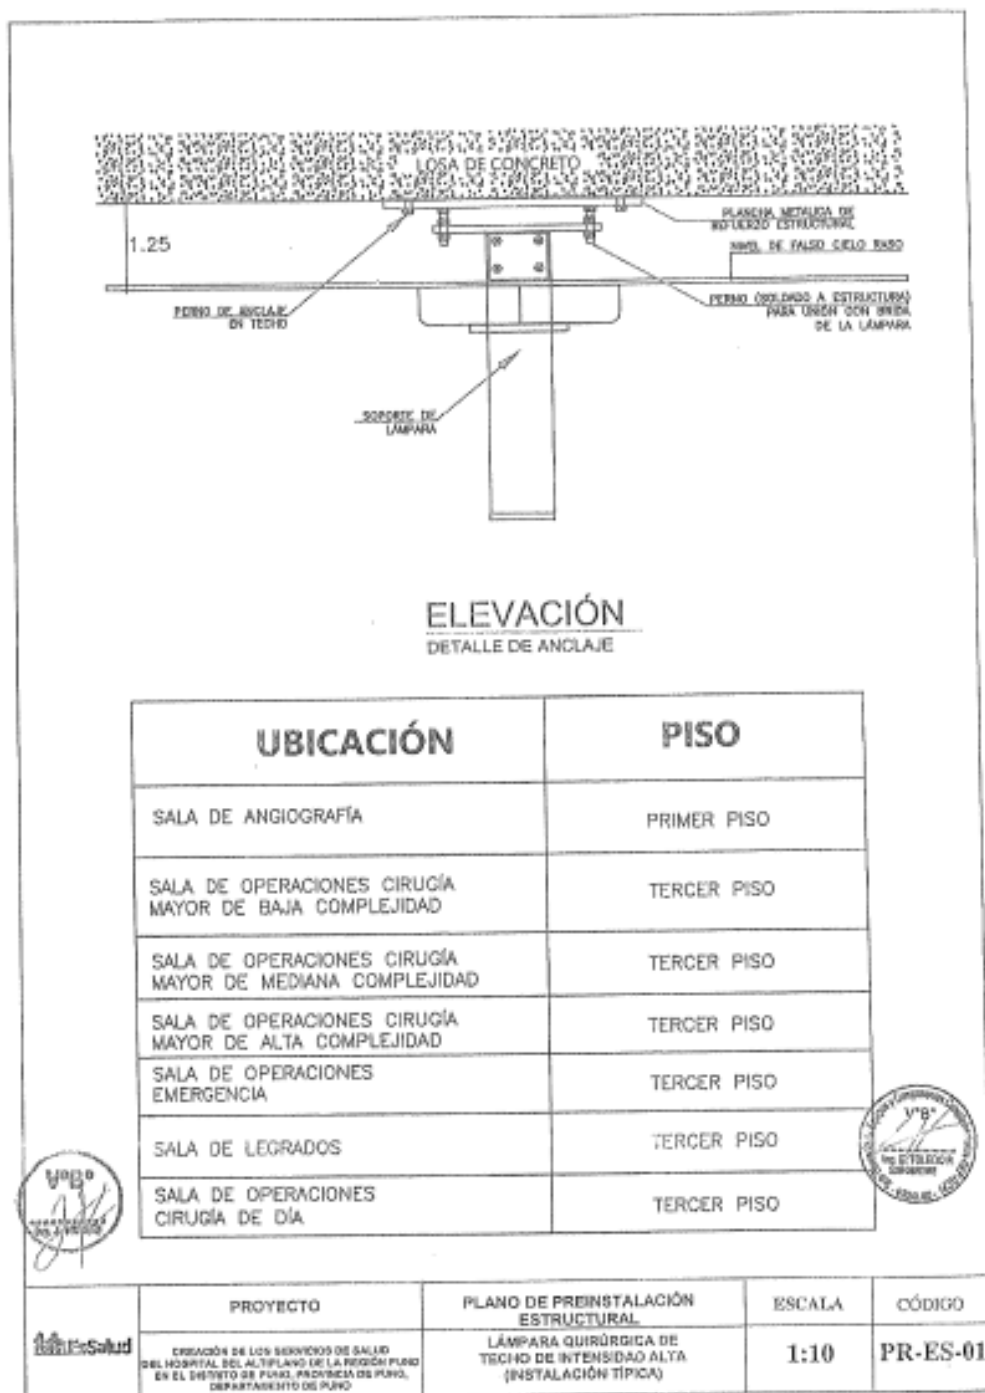 LOSA DE CONCRETO
1.25
PLANCHA METALICA DE
REFUERZO ESTRUCTURAL
NIVEL DE FALSO CIELO RASO
PERNO DE ANCLAJE
EN TECHO
PERNO (SOLDADO A ESTRUCTURA)
PARA UNIÓN CON BRIDA
DE LA LÁMPARA
SOPORTE DE
LÁMPARA
ELEVACIÓN
DETALLE DE ANCLAJE
UBICACIÓN PISO
SALA DE ANGIOGRAFÍA PRIMER PISO
SALA DE OPERACIONES CIRUGÍA
MAYOR DE BAJA COMPLEJIDAD TERCER PISO
SALA DE OPERACIONES CIRUGÍA
MAYOR DE MEDIANA COMPLEJIDAD TERCER PISO
SALA DE OPERACIONES CIRUGÍA
MAYOR DE ALTA COMPLEJIDAD TERCER PISO
SALA DE OPERACIONES
EMERGENCIA TERCER PISO
SALA DE LEGRADOS TERCER PISO
SALA DE OPERACIONES
CIRUGÍA DE DÍA TERCER PISO
V°B°
V°B°
EsSalud
PROYECTO
CREACIÓN DE LOS SERVICIOS DE SALUD
DEL HOSPITAL DEL ALTIPLANO DE LA REGIÓN PUNO
EN EL DISTRITO DE PUNO, PROVINCIA DE PUNO,
DEPARTAMENTO DE PUNO
PLANO DE PREINSTALACIÓN
ESTRUCTURAL
LÁMPARA QUIRÚRGICA DE
TECHO DE INTENSIDAD ALTA
(INSTALACIÓN TÍPICA)
ESCALA
1:10
CÓDIGO
PR-ES-01